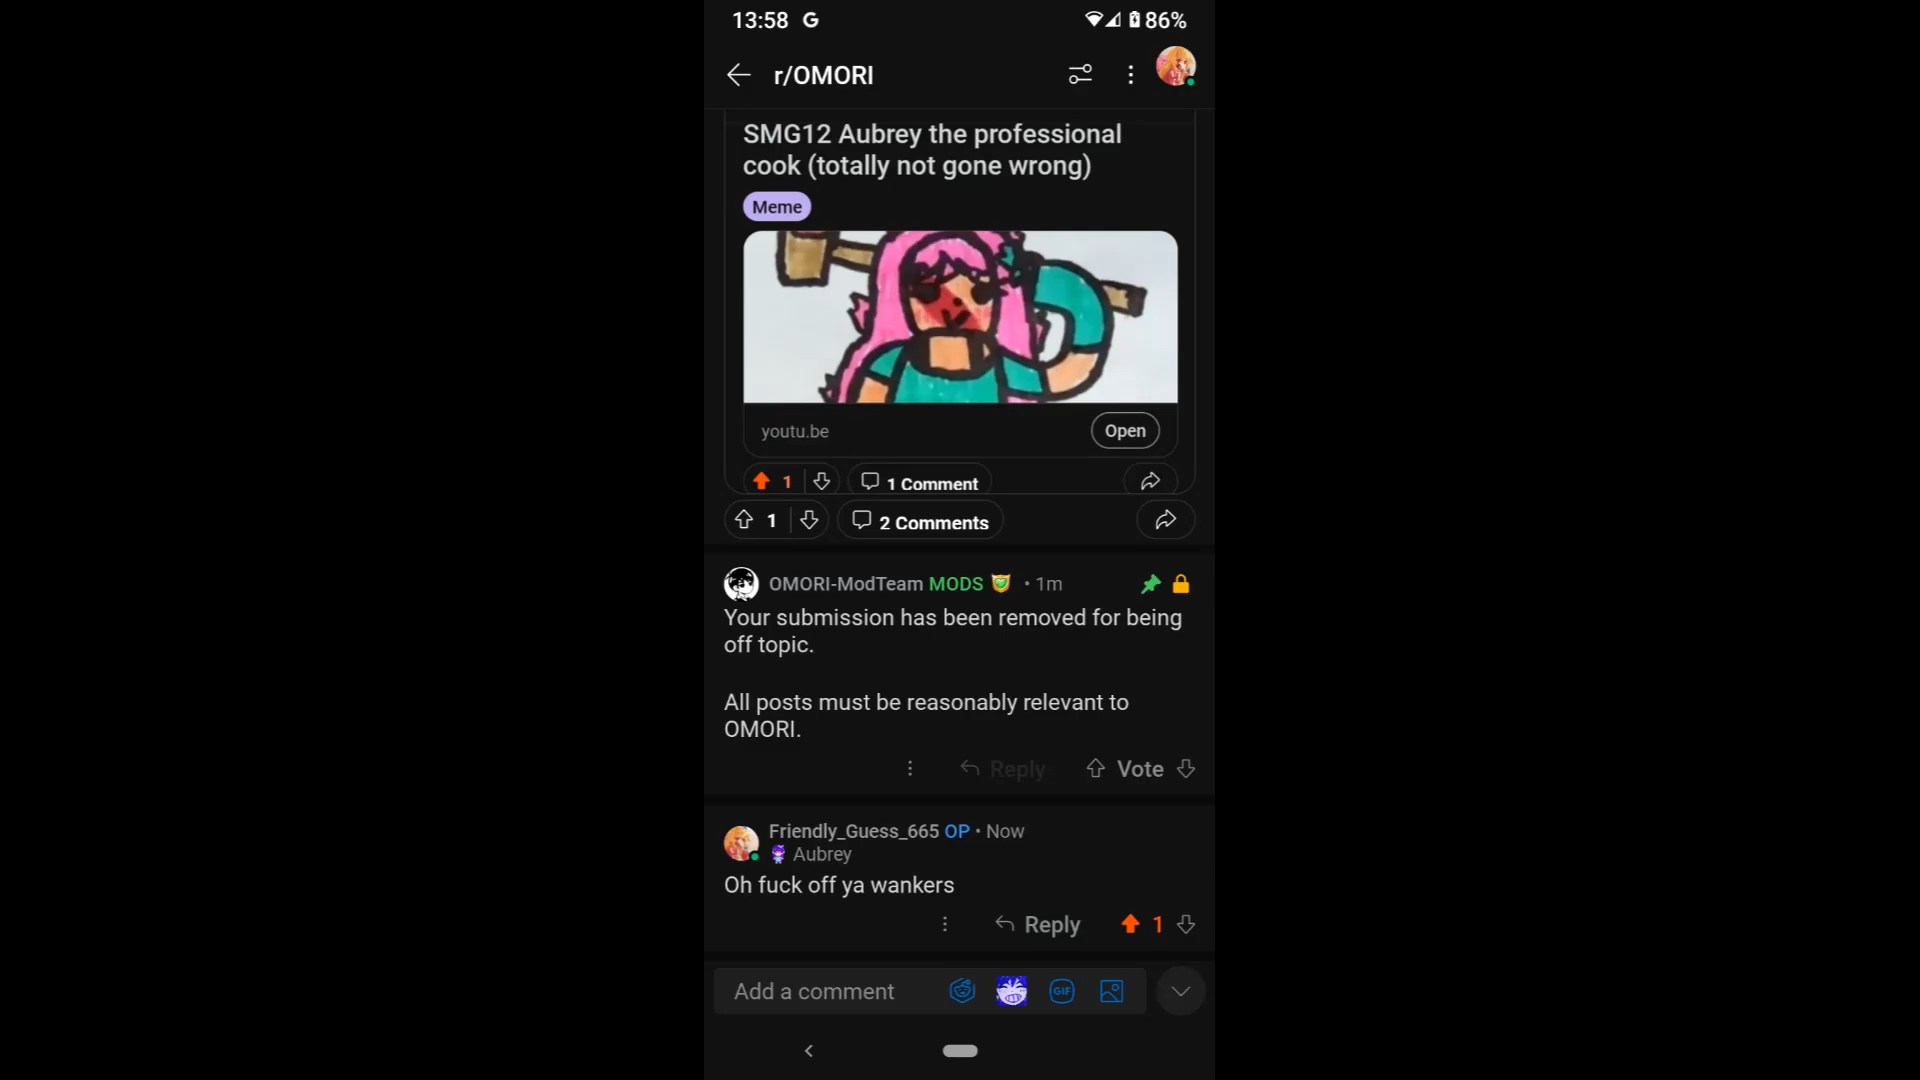 13:58 G 86%
r/OMORI
SMG12 Aubrey the professional
cook (totally not gone wrong)
Meme
youtu.be Open
1 1 Comment
1 2 Comments
OMORI-ModTeam MODS • 1m
Your submission has been removed for being
off topic.
All posts must be reasonably relevant to
OMORI.
Reply Vote
Friendly_Guess_665 OP • Now
Aubrey
Oh fuck off ya wankers
Reply 1
Add a comment GIF